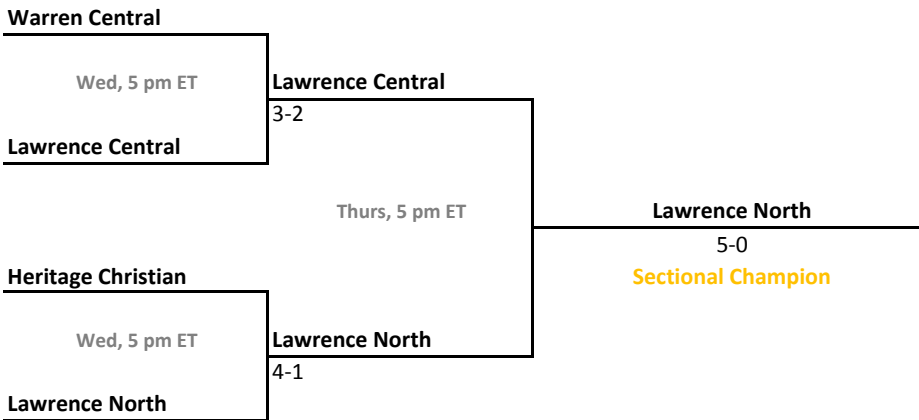 Warren Central
Wed, 5 pm ET
Lawrence Central
3-2
Lawrence Central
Thurs, 5 pm ET
Lawrence North
5-0
Sectional Champion
Heritage Christian
Wed, 5 pm ET
Lawrence North
4-1
Lawrence North